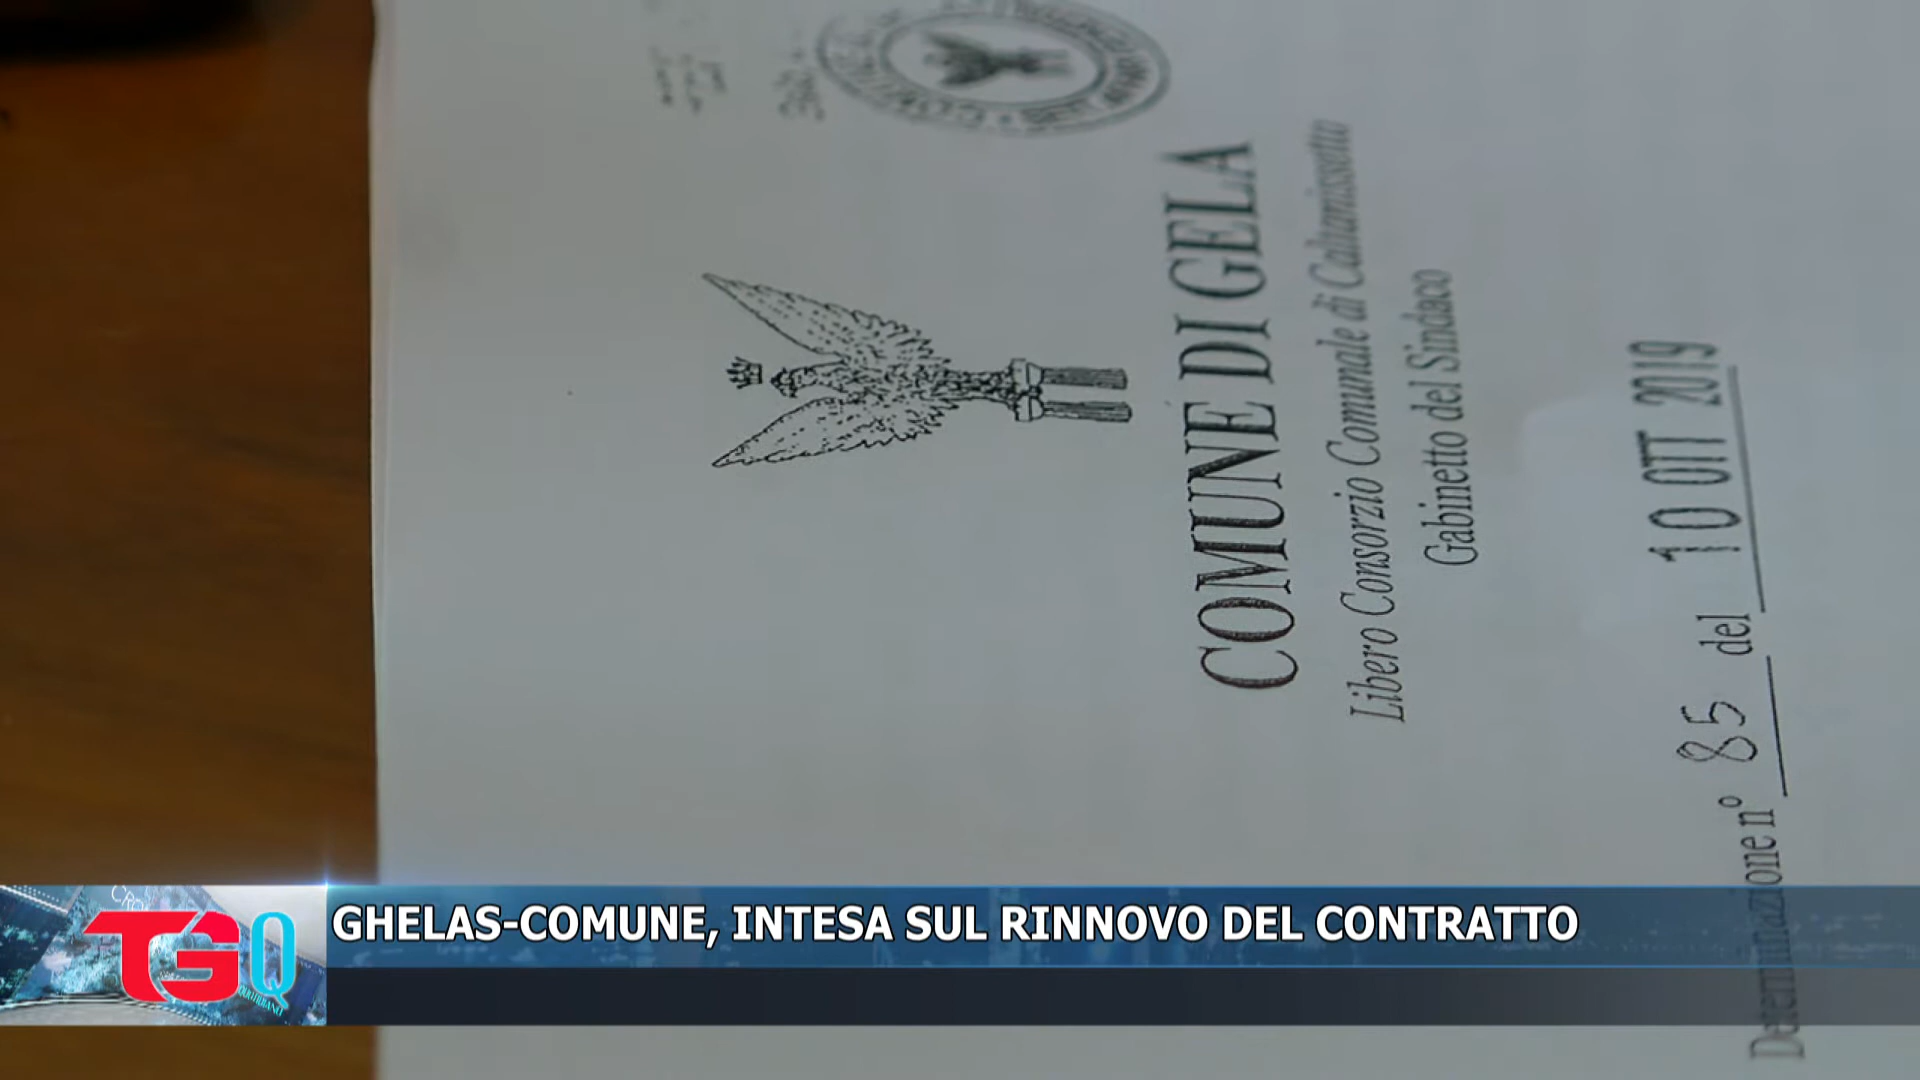 COMUNE DI GELA
Libero Consorzio Comunale di Caltanissetta
Gabinetto del Sindaco
Determinazione n° 85 del 10 OTT 2019
TGQ
QUOTIDIANO
GHELAS-COMUNE, INTESA SUL RINNOVO DEL CONTRATTO